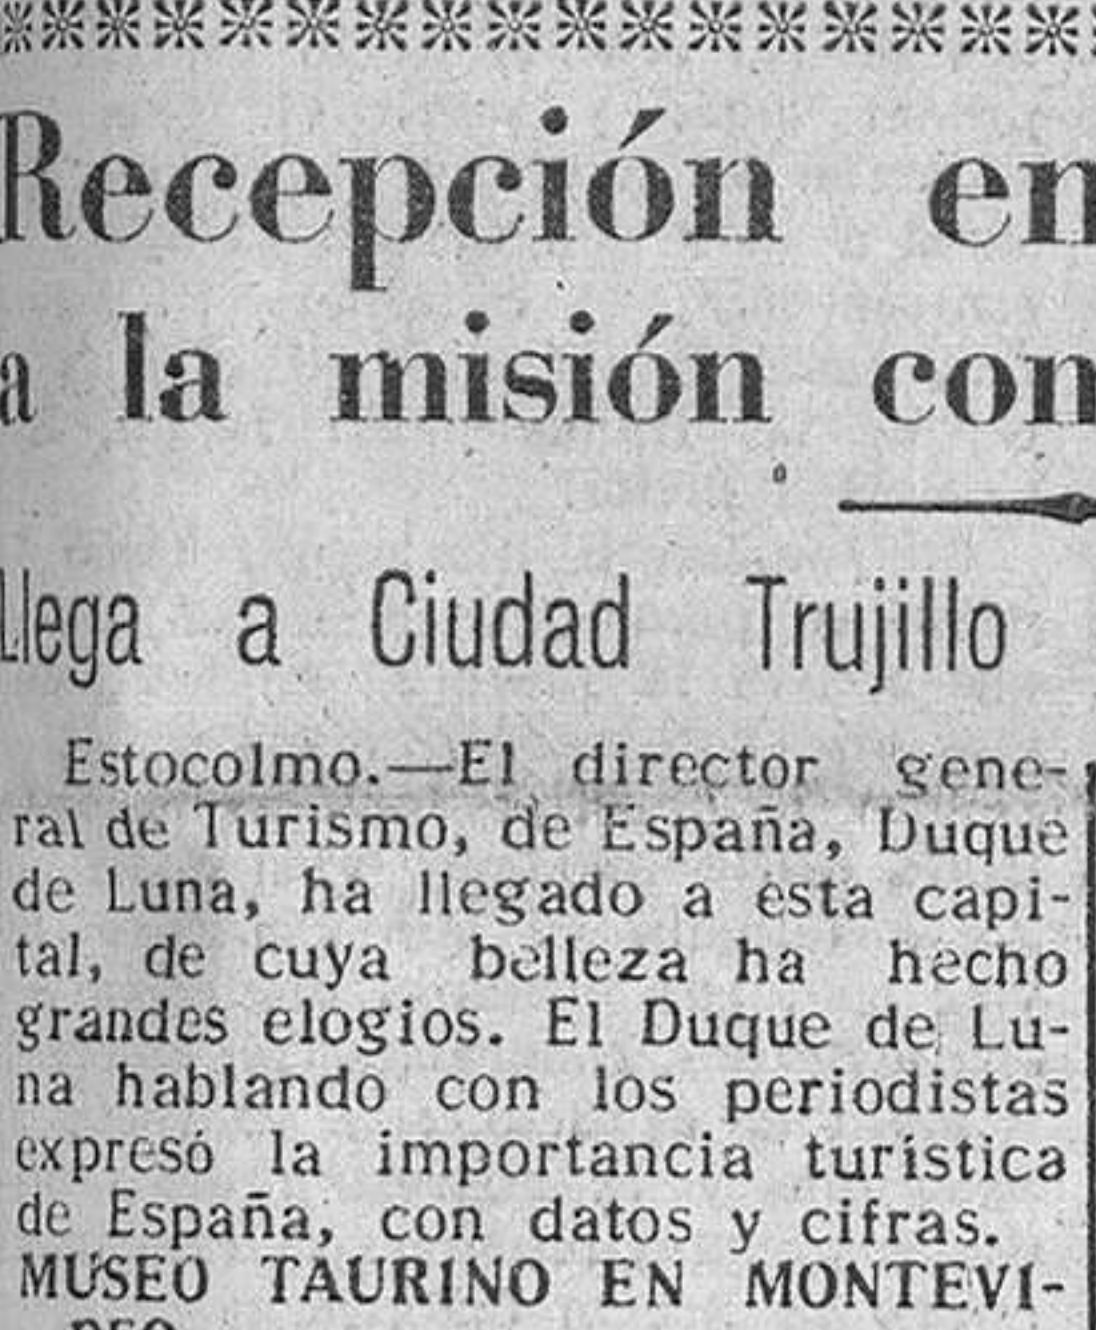 Recepción en
a la misión con
Llega a Ciudad Trujillo
Estocolmo.—El director gene-
ral de Turismo, de España, Duque
de Luna, ha llegado a esta capi-
tal, de cuya belleza ha hecho
grandes elogios. El Duque de Lu-
na hablando con los periodistas
expresó la importancia turística
de España, con datos y cifras.
MUSEO TAURINO EN MONTEVI-
DEO